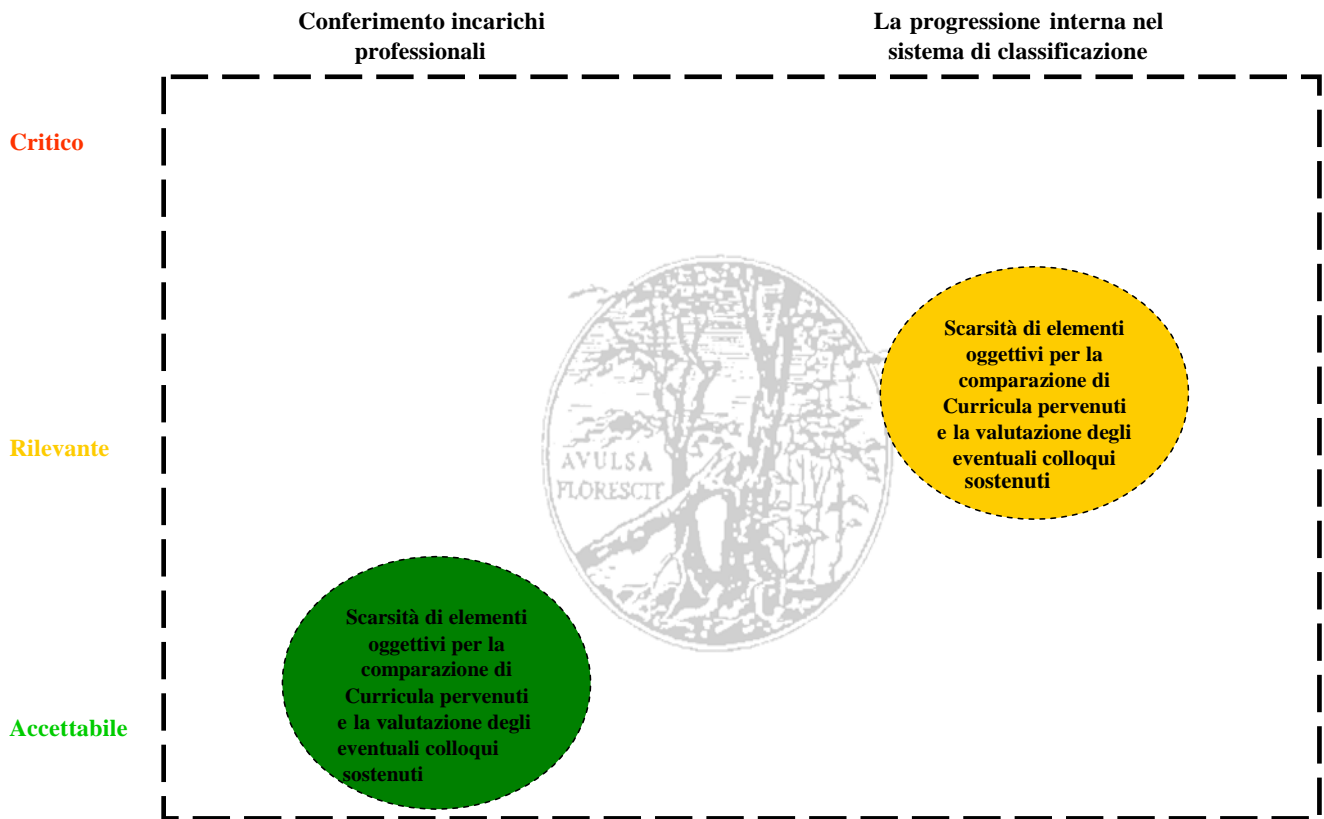 Conferimento incarichi
professionali
La progressione interna nel
sistema di classificazione
Critico
Rilevante
Accettabile
Scarsità di elementi
oggettivi per la
comparazione di
Curricula pervenuti
e la valutazione degli
eventuali colloqui
sostenuti
AVULSA
FLORESCIT
Scarsità di elementi
oggettivi per la
comparazione di
Curricula pervenuti
e la valutazione degli
eventuali colloqui
sostenuti